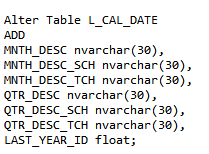 Alter Table L_CAL_DATE
ADD
MNTH_DESC nvarchar(30),
MNTH_DESC_SCH nvarchar(30),
MNTH_DESC_TCH nvarchar(30),
QTR_DESC nvarchar(30),
QTR_DESC_SCH nvarchar(30),
QTR_DESC_TCH nvarchar(30),
LAST_YEAR_ID float;